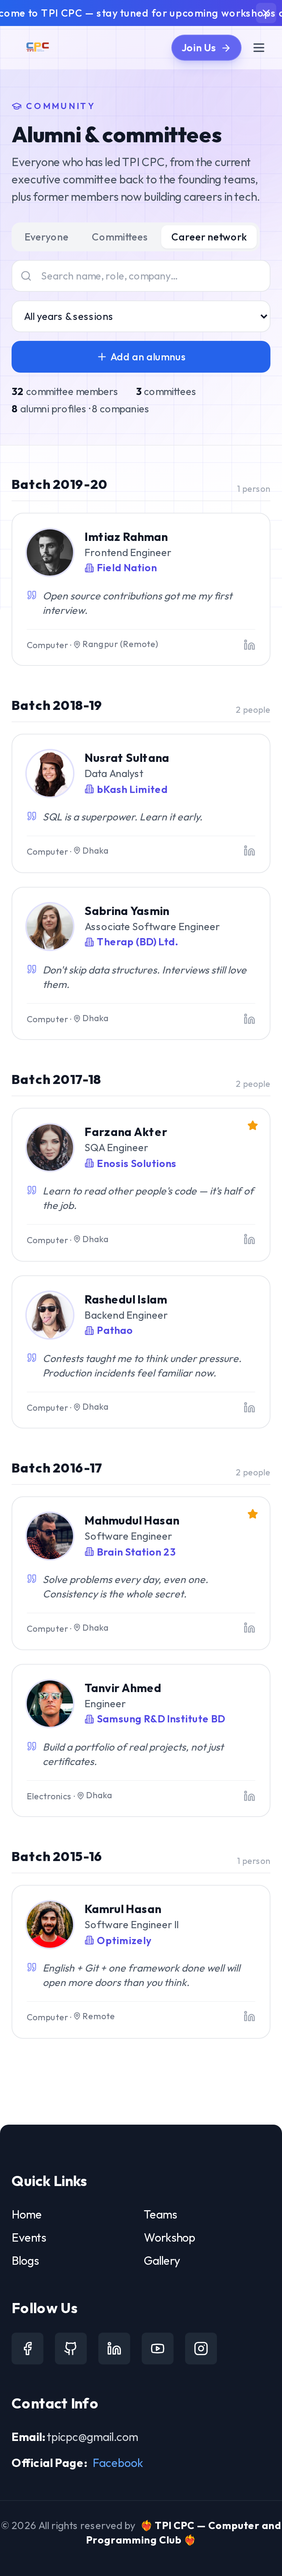 come to TPI CPC — stay tuned for upcoming workshops
CPC
Join Us
COMMUNITY
Alumni & committees
Everyone who has led TPI CPC, from the current
executive committee back to the founding teams,
plus former members now building careers in tech.
Everyone Committees Career network
Search name, role, company...
All years & sessions
Add an alumnus
32 committee members 3 committees
8 alumni profiles · 8 companies
Batch 2019-20 1 person
Imtiaz Rahman
Frontend Engineer
Field Nation
Open source contributions got me my first
interview.
Computer · Rangpur (Remote)
Batch 2018-19 2 people
Nusrat Sultana
Data Analyst
bKash Limited
SQL is a superpower. Learn it early.
Computer · Dhaka
Sabrina Yasmin
Associate Software Engineer
Therap (BD) Ltd.
Don't skip data structures. Interviews still love
them.
Computer · Dhaka
Batch 2017-18 2 people
Farzana Akter
SQA Engineer
Enosis Solutions
Learn to read other people's code — it's half of
the job.
Computer · Dhaka
Rashedul Islam
Backend Engineer
Pathao
Contests taught me to think under pressure.
Production incidents feel familiar now.
Computer · Dhaka
Batch 2016-17 2 people
Mahmudul Hasan
Software Engineer
Brain Station 23
Solve problems every day, even one.
Consistency is the whole secret.
Computer · Dhaka
Tanvir Ahmed
Engineer
Samsung R&D Institute BD
Build a portfolio of real projects, not just
certificates.
Electronics · Dhaka
Batch 2015-16 1 person
Kamrul Hasan
Software Engineer II
Optimizely
English + Git + one framework done well will
open more doors than you think.
Computer · Remote
Quick Links
Home Teams
Events Workshop
Blogs Gallery
Follow Us
Contact Info
Email: tpicpc@gmail.com
Official Page: Facebook
© 2026 All rights reserved by TPI CPC — Computer and
Programming Club